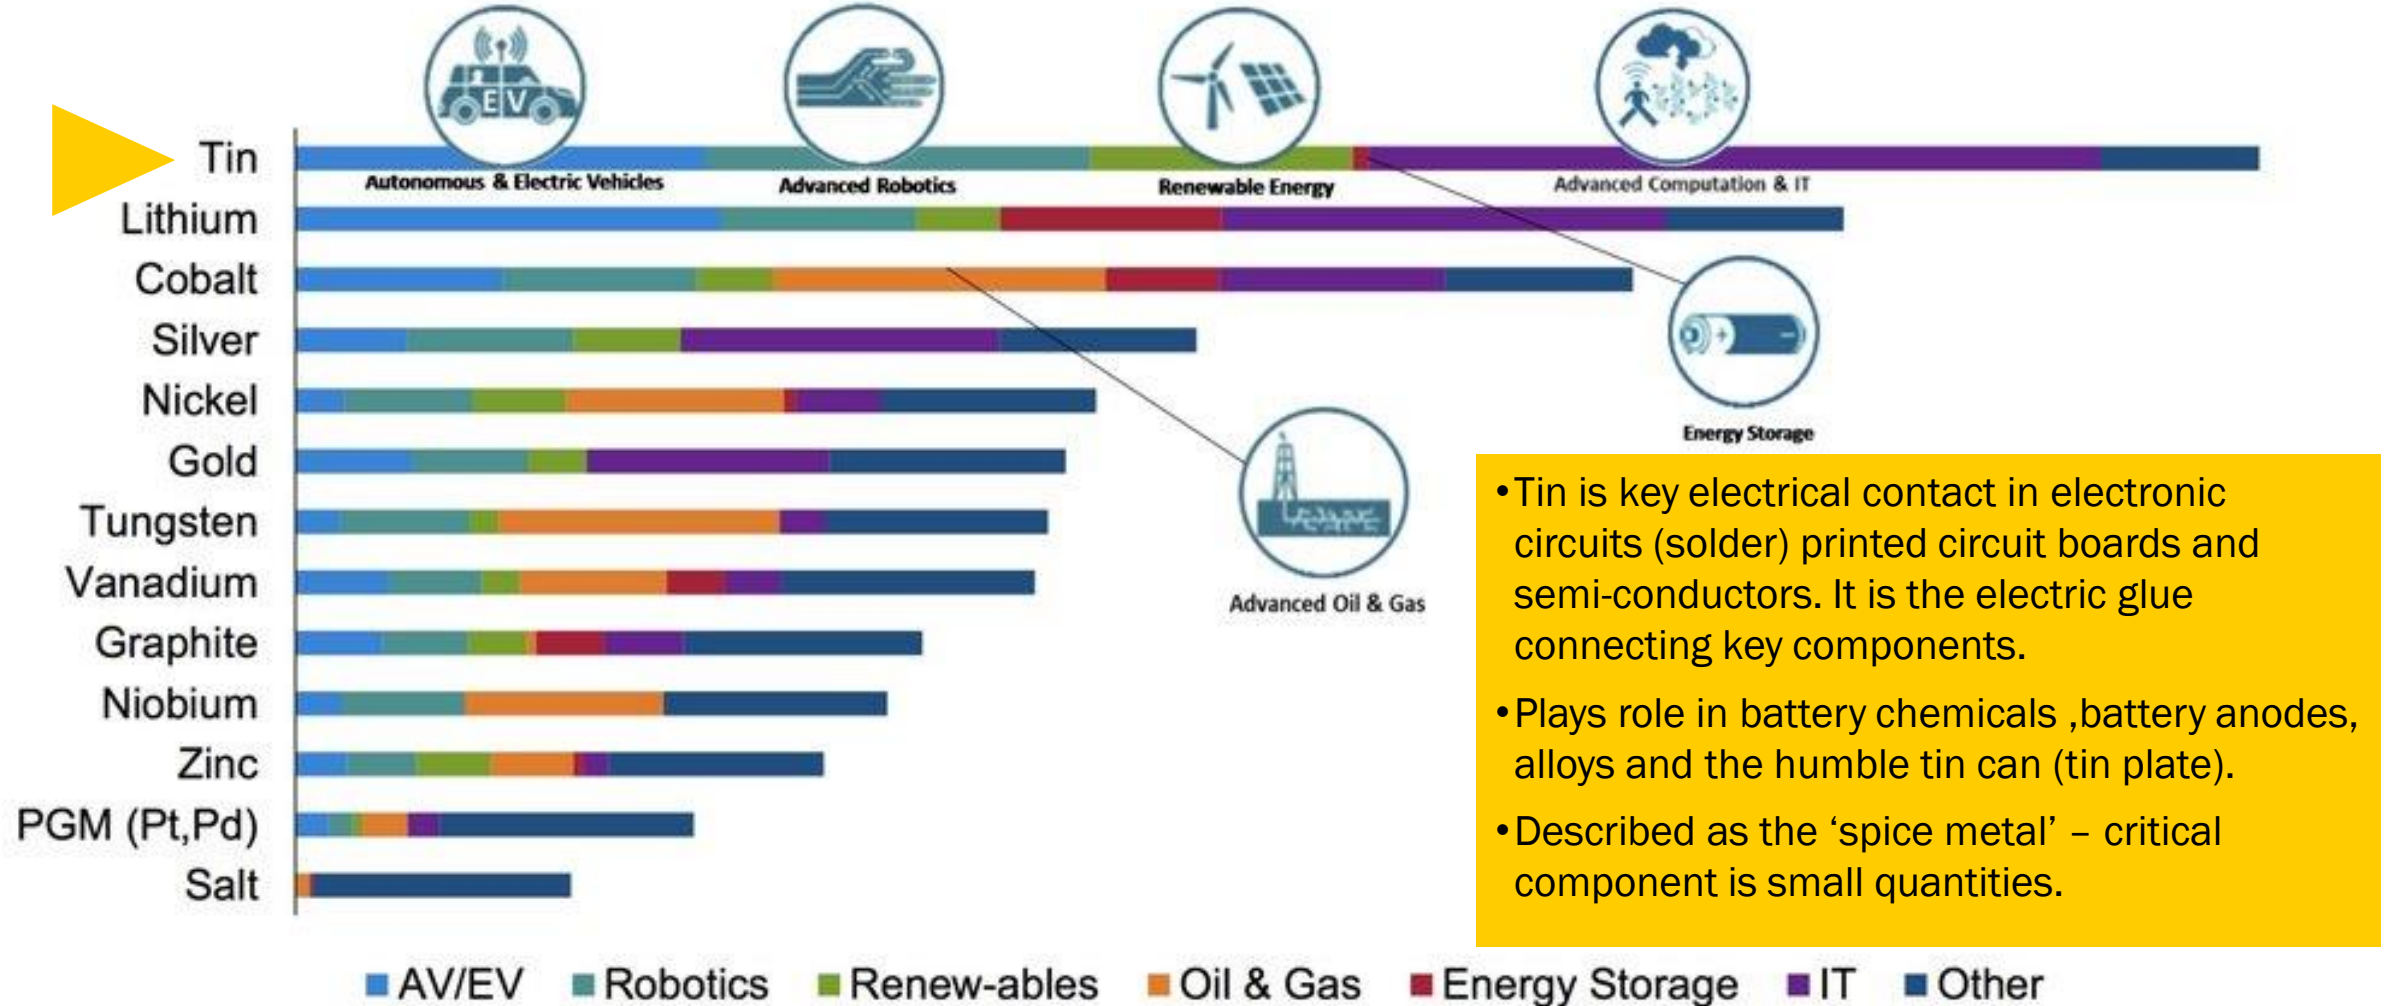 EV
Tin
Autonomous & Electric Vehicles
Advanced Robotics
Renewable Energy
Advanced Computation & IT
Lithium
Cobalt
Silver
Nickel
Energy Storage
Gold
Tungsten
Vanadium
Advanced Oil & Gas
Graphite
Niobium
Zinc
PGM (Pt,Pd)
Salt
•Tin is key electrical contact in electronic
circuits (solder) printed circuit boards and
semi-conductors. It is the electric glue
connecting key components.
•Plays role in battery chemicals ,battery anodes,
alloys and the humble tin can (tin plate).
•Described as the ‘spice metal’ – critical
component is small quantities.
AV/EV Robotics Renew-ables Oil & Gas Energy Storage IT Other